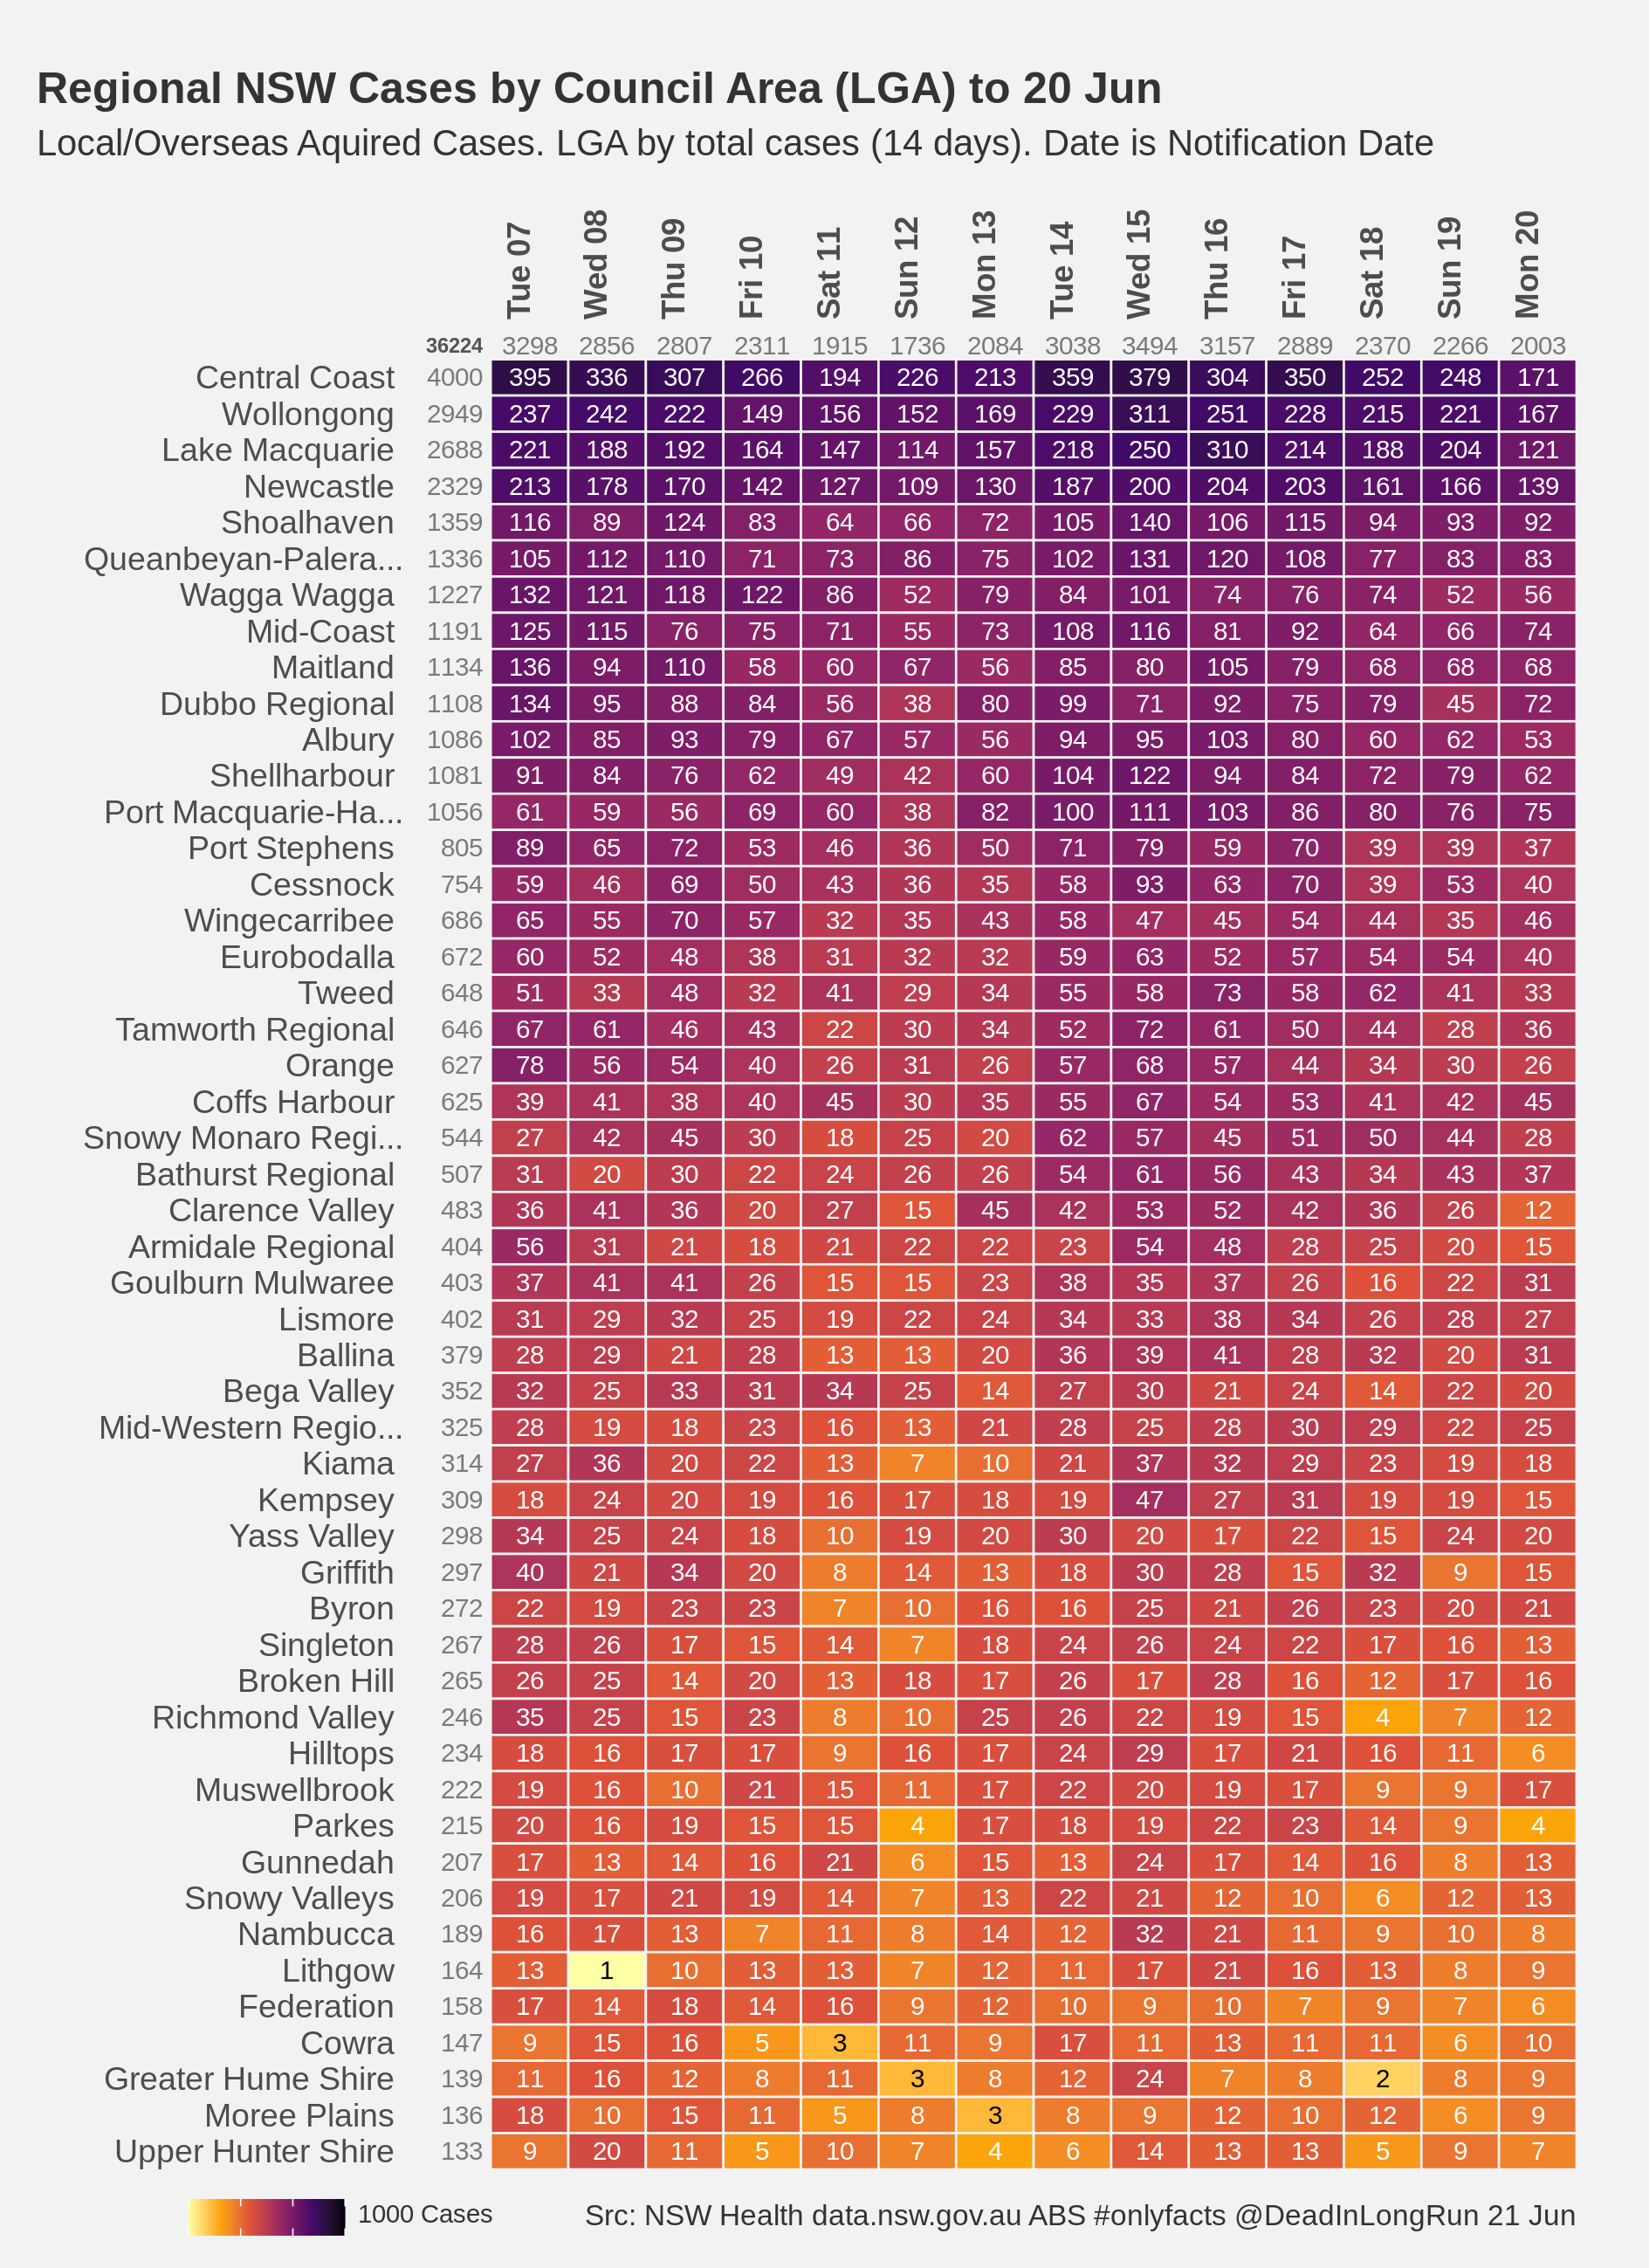 Regional NSW Cases by Council Area (LGA) to 20 Jun
Local/Overseas Aquired Cases. LGA by total cases (14 days). Date is Notification Date
Tue 07 Wed 08 Thu 09 Fri 10 Sat 11 Sun 12 Mon 13 Tue 14 Wed 15 Thu 16 Fri 17 Sat 18 Sun 19 Mon 20
36224 3298 2856 2807 2311 1915 1736 2084 3038 3494 3157 2889 2370 2266 2003
Central Coast 4000 395 336 307 266 194 226 213 359 379 304 350 252 248 171
Wollongong 2949 237 242 222 149 156 152 169 229 311 251 228 215 221 167
Lake Macquarie 2688 221 188 192 164 147 114 157 218 250 310 214 188 204 121
Newcastle 2329 213 178 170 142 127 109 130 187 200 204 203 161 166 139
Shoalhaven 1359 116 89 124 83 64 66 72 105 140 106 115 94 93 92
Queanbeyan-Palera... 1336 105 112 110 71 73 86 75 102 131 120 108 77 83 83
Wagga Wagga 1227 132 121 118 122 86 52 79 84 101 74 76 74 52 56
Mid-Coast 1191 125 115 76 75 71 55 73 108 116 81 92 64 66 74
Maitland 1134 136 94 110 58 60 67 56 85 80 105 79 68 68 68
Dubbo Regional 1108 134 95 88 84 56 38 80 99 71 92 75 79 45 72
Albury 1086 102 85 93 79 67 57 56 94 95 103 80 60 62 53
Shellharbour 1081 91 84 76 62 49 42 60 104 122 94 84 72 79 62
Port Macquarie-Ha... 1056 61 59 56 69 60 38 82 100 111 103 86 80 76 75
Port Stephens 805 89 65 72 53 46 36 50 71 79 59 70 39 39 37
Cessnock 754 59 46 69 50 43 36 35 58 93 63 70 39 53 40
Wingecarribee 686 65 55 70 57 32 35 43 58 47 45 54 44 35 46
Eurobodalla 672 60 52 48 38 31 32 32 59 63 52 57 54 54 40
Tweed 648 51 33 48 32 41 29 34 55 58 73 58 62 41 33
Tamworth Regional 646 67 61 46 43 22 30 34 52 72 61 50 44 28 36
Orange 627 78 56 54 40 26 31 26 57 68 57 44 34 30 26
Coffs Harbour 625 39 41 38 40 45 30 35 55 67 54 53 41 42 45
Snowy Monaro Regi... 544 27 42 45 30 18 25 20 62 57 45 51 50 44 28
Bathurst Regional 507 31 20 30 22 24 26 26 54 61 56 43 34 43 37
Clarence Valley 483 36 41 36 20 27 15 45 42 53 52 42 36 26 12
Armidale Regional 404 56 31 21 18 21 22 22 23 54 48 28 25 20 15
Goulburn Mulwaree 403 37 41 41 26 15 15 23 38 35 37 26 16 22 31
Lismore 402 31 29 32 25 19 22 24 34 33 38 34 26 28 27
Ballina 379 28 29 21 28 13 13 20 36 39 41 28 32 20 31
Bega Valley 352 32 25 33 31 34 25 14 27 30 21 24 14 22 20
Mid-Western Regio... 325 28 19 18 23 16 13 21 28 25 28 30 29 22 25
Kiama 314 27 36 20 22 13 7 10 21 37 32 29 23 19 18
Kempsey 309 18 24 20 19 16 17 18 19 47 27 31 19 19 15
Yass Valley 298 34 25 24 18 10 19 20 30 20 17 22 15 24 20
Griffith 297 40 21 34 20 8 14 13 18 30 28 15 32 9 15
Byron 272 22 19 23 23 7 10 16 16 25 21 26 23 20 21
Singleton 267 28 26 17 15 14 7 18 24 26 24 22 17 16 13
Broken Hill 265 26 25 14 20 13 18 17 26 17 28 16 12 17 16
Richmond Valley 246 35 25 15 23 8 10 25 26 22 19 15 4 7 12
Hilltops 234 18 16 17 17 9 16 17 24 29 17 21 16 11 6
Muswellbrook 222 19 16 10 21 15 11 17 22 20 19 17 9 9 17
Parkes 215 20 16 19 15 15 4 17 18 19 22 23 14 9 4
Gunnedah 207 17 13 14 16 21 6 15 13 24 17 14 16 8 13
Snowy Valleys 206 19 17 21 19 14 7 13 22 21 12 10 6 12 13
Nambucca 189 16 17 13 7 11 8 14 12 32 21 11 9 10 8
Lithgow 164 13 1 10 13 13 7 12 11 17 21 16 13 8 9
Federation 158 17 14 18 14 16 9 12 10 9 10 7 9 7 6
Cowra 147 9 15 16 5 3 11 9 17 11 13 11 11 6 10
Greater Hume Shire 139 11 16 12 8 11 3 8 12 24 7 8 2 8 9
Moree Plains 136 18 10 15 11 5 8 3 8 9 12 10 12 6 9
Upper Hunter Shire 133 9 20 11 5 10 7 4 6 14 13 13 5 9 7
1000 Cases
Src: NSW Health data.nsw.gov.au ABS #onlyfacts @DeadInLongRun 21 Jun